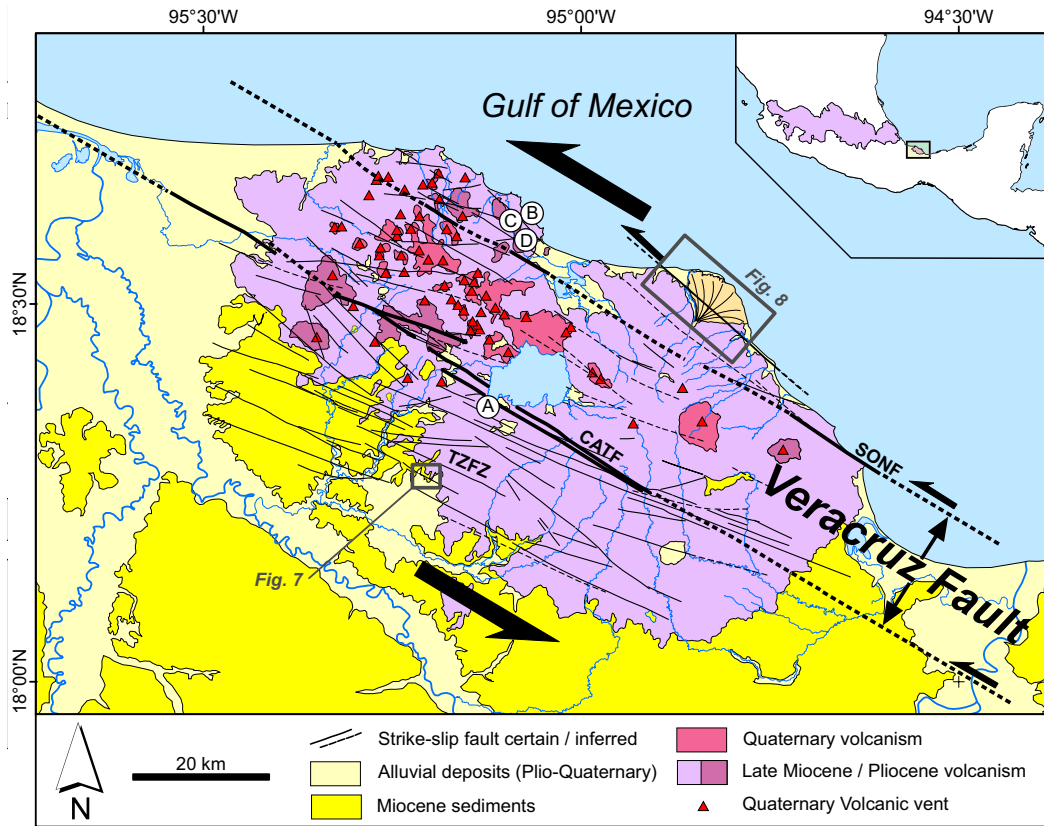 95°30'W
95°00'W
94°30'W
Gulf of Mexico
B
C
D
Fig. 8
18°30'N
A
CATF
SONF
TZFZ
Veracruz Fault
Fig. 7
18°0'N
Strike-slip fault certain / inferred
Quaternary volcanism
20 km
Alluvial deposits (Plio-Quaternary)
Late Miocene / Pliocene volcanism
N
Miocene sediments
Quaternary Volcanic vent